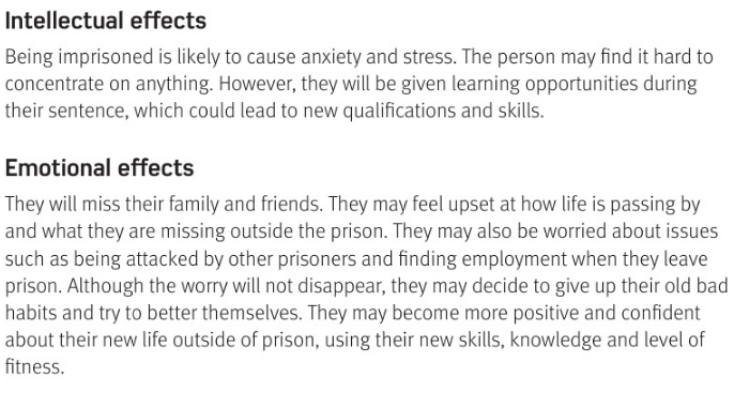 Intellectual effects
Being imprisoned is likely to cause anxiety and stress. The person may find it hard to
concentrate on anything. However, they will be given learning opportunities during
their sentence, which could lead to new qualifications and skills.
Emotional effects
They will miss their family and friends. They may feel upset at how life is passing by
and what they are missing outside the prison. They may also be worried about issues
such as being attacked by other prisoners and finding employment when they leave
prison. Although the worry will not disappear, they may decide to give up their old bad
habits and try to better themselves. They may become more positive and confident
about their new life outside of prison, using their new skills, knowledge and level of
fitness.